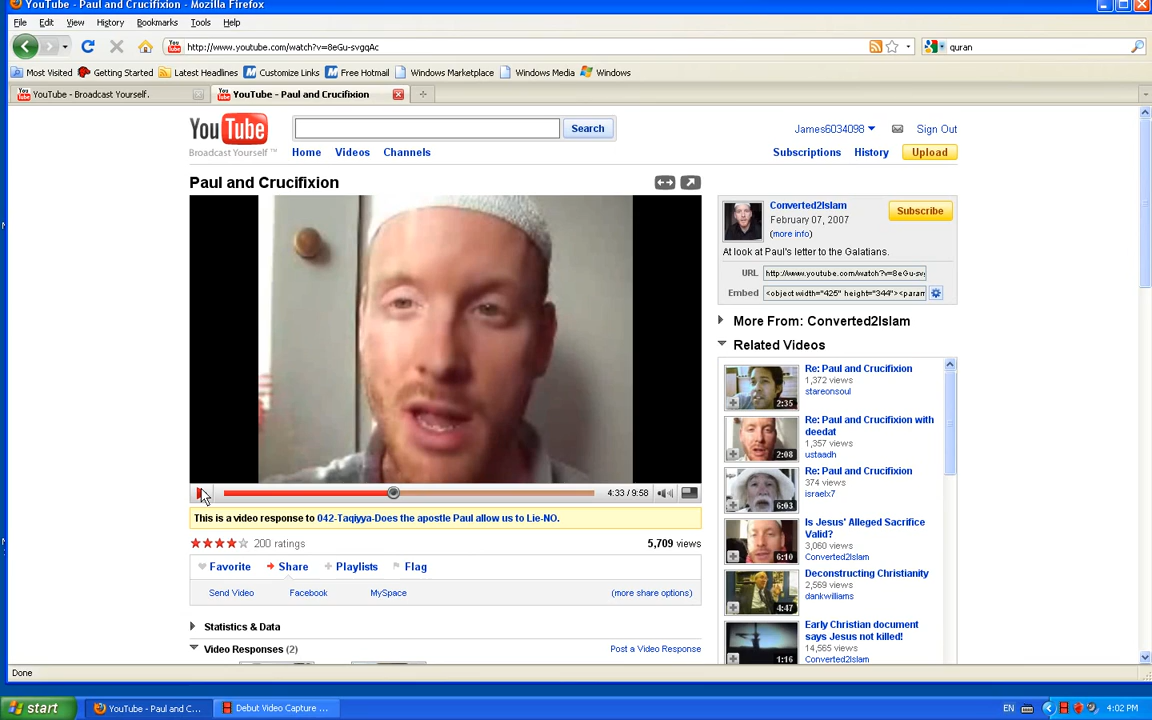 YouTube - Paul and Crucifixion - Mozilla Firefox
File Edit View History Bookmarks Tools Help
http://www.youtube.com/watch?v=8eGu-svgqAc
quran
Most Visited Getting Started Latest Headlines Customize Links Free Hotmail Windows Marketplace Windows Media Windows
YouTube - Broadcast Yourself. YouTube - Paul and Crucifixion
YouTube
Broadcast Yourself ™
Search
James6034098 Sign Out
Home Videos Channels
Subscriptions History Upload
Paul and Crucifixion
Converted2Islam
February 07, 2007
(more info)
Subscribe
At look at Paul's letter to the Galatians.
URL http://www.youtube.com/watch?v=8eGu-sv
Embed <object width="425" height="344"><param
More From: Converted2Islam
Related Videos
Re: Paul and Crucifixion
1,372 views
stareonsoul
2:35
Re: Paul and Crucifixion with
deedat
1,357 views
ustaadh
2:08
Re: Paul and Crucifixion
374 views
israelx7
6:03
Is Jesus' Alleged Sacrifice
Valid?
3,060 views
Converted2Islam
6:10
Deconstructing Christianity
2,569 views
dankwilliams
4:47
Early Christian document
says Jesus not killed!
14,565 views
Converted2Islam
1:16
4:33 / 9:58
This is a video response to 042-Taqiyya-Does the apostle Paul allow us to Lie-NO.
200 ratings
5,709 views
Favorite Share Playlists Flag
Send Video Facebook MySpace (more share options)
Statistics & Data
Video Responses (2)
Post a Video Response
Done
start YouTube - Paul and C... Debut Video Capture ... EN 4:02 PM